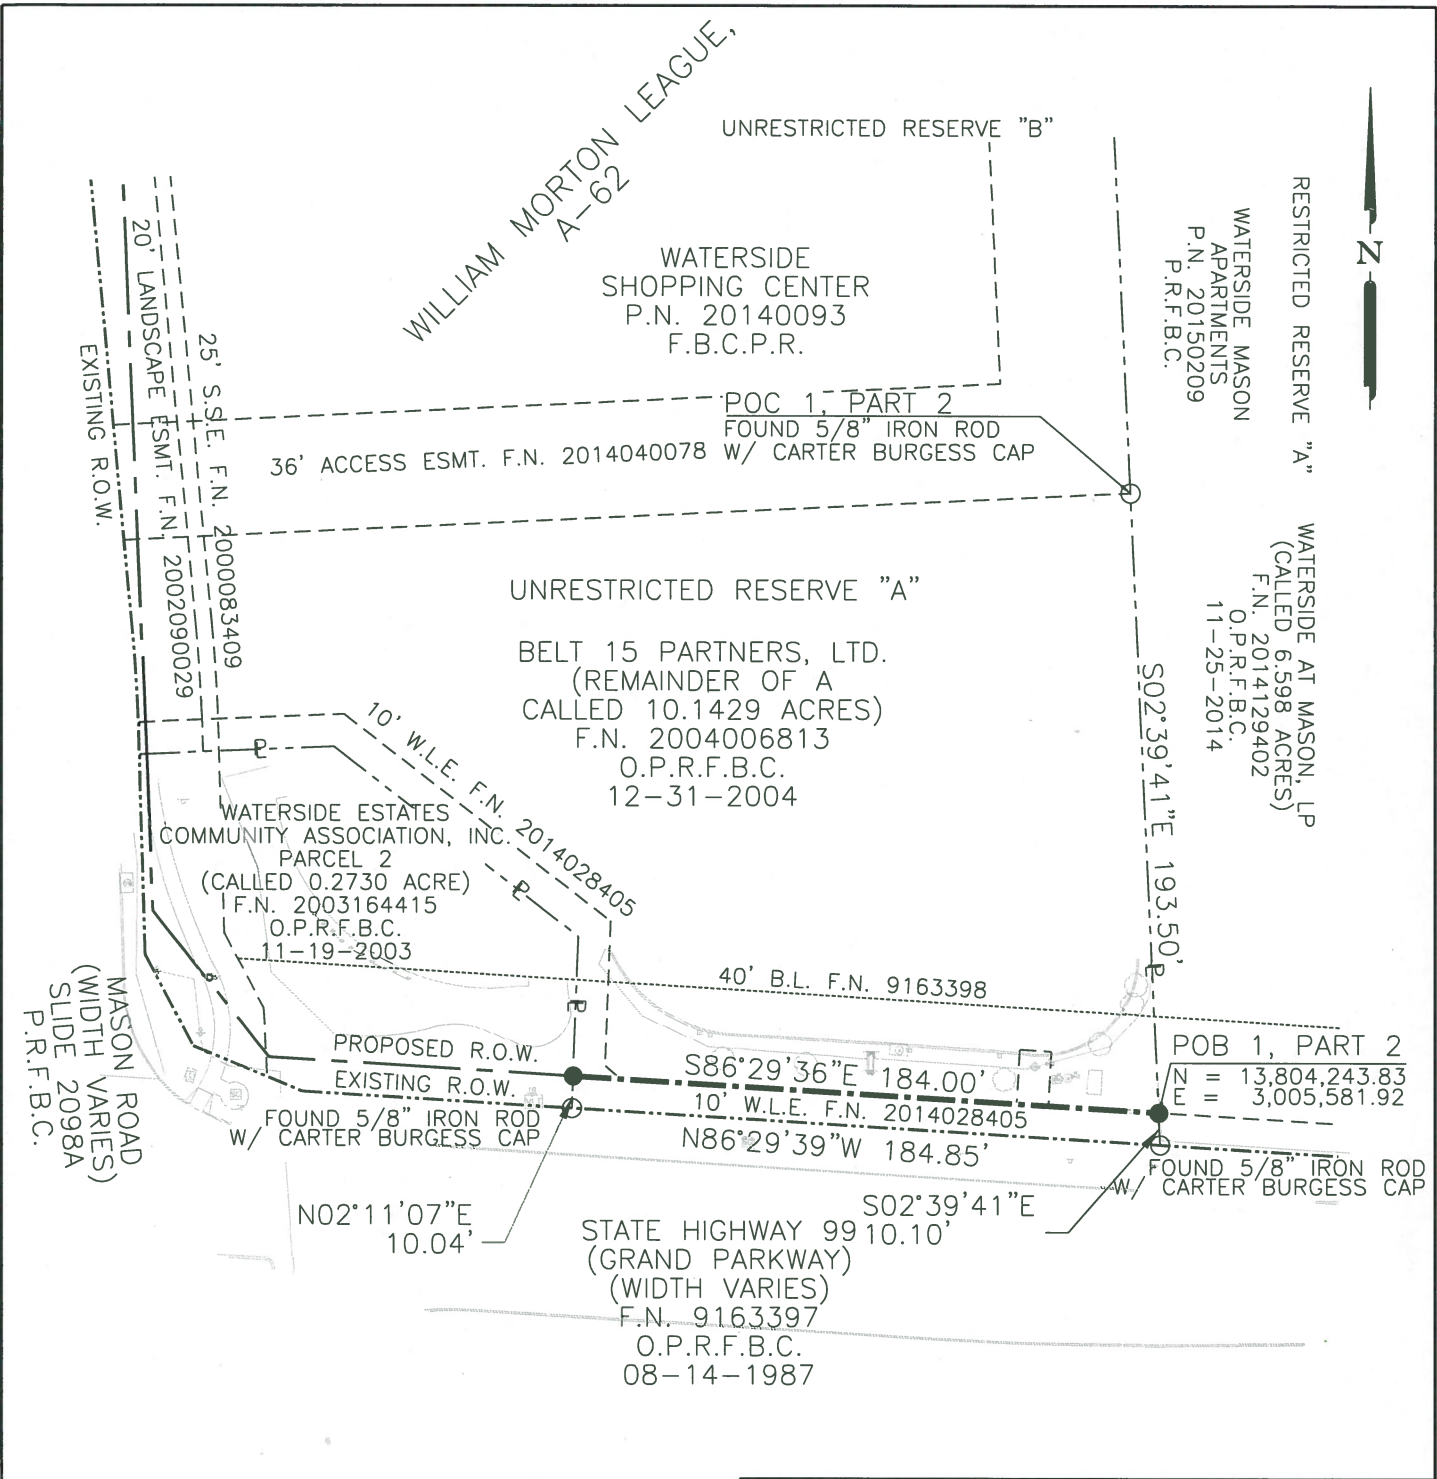 WILLIAM MORTON LEAGUE,
A-62
UNRESTRICTED RESERVE "B"
WATERSIDE
SHOPPING CENTER
P.N. 20140093
F.B.C.P.R.
N
RESTRICTED RESERVE "A"
WATERSIDE MASON
APARTMENTS
P.N. 20150209
P.R.F.B.C.
20' LANDSCAPE ESMT. F.N. 2002090029
25' S.S.E. F.N. 2000083409
EXISTING R.O.W.
POC 1, PART 2
FOUND 5/8" IRON ROD
W/ CARTER BURGESS CAP
36' ACCESS ESMT. F.N. 2014040078
WATERSIDE AT MASON, LP
(CALLED 6.598 ACRES)
F.N. 2014129402
O.P.R.F.B.C.
11-25-2014
UNRESTRICTED RESERVE "A"
BELT 15 PARTNERS, LTD.
(REMAINDER OF A
CALLED 10.1429 ACRES)
F.N. 2004006813
O.P.R.F.B.C.
12-31-2004
S02°39'41"E 193.50'
P
10' W.L.E. F.N. 2014028405
WATERSIDE ESTATES
COMMUNITY ASSOCIATION, INC.
PARCEL 2
(CALLED 0.2730 ACRE)
F.N. 2003164415
O.P.R.F.B.C.
11-19-2003
P
P
P
40' B.L. F.N. 9163398
MASON ROAD
(WIDTH VARIES)
SLIDE 2098A
P.R.F.B.C.
PROPOSED R.O.W.
EXISTING R.O.W.
S86°29'36"E 184.00'
10' W.L.E. F.N. 2014028405
N86°29'39"W 184.85'
POB 1, PART 2
N = 13,804,243.83
E = 3,005,581.92
FOUND 5/8" IRON ROD
W/ CARTER BURGESS CAP
FOUND 5/8" IRON ROD
W/ CARTER BURGESS CAP
N02°11'07"E
10.04'
S02°39'41"E
10.10'
STATE HIGHWAY 99
(GRAND PARKWAY)
(WIDTH VARIES)
F.N. 9163397
O.P.R.F.B.C.
08-14-1987